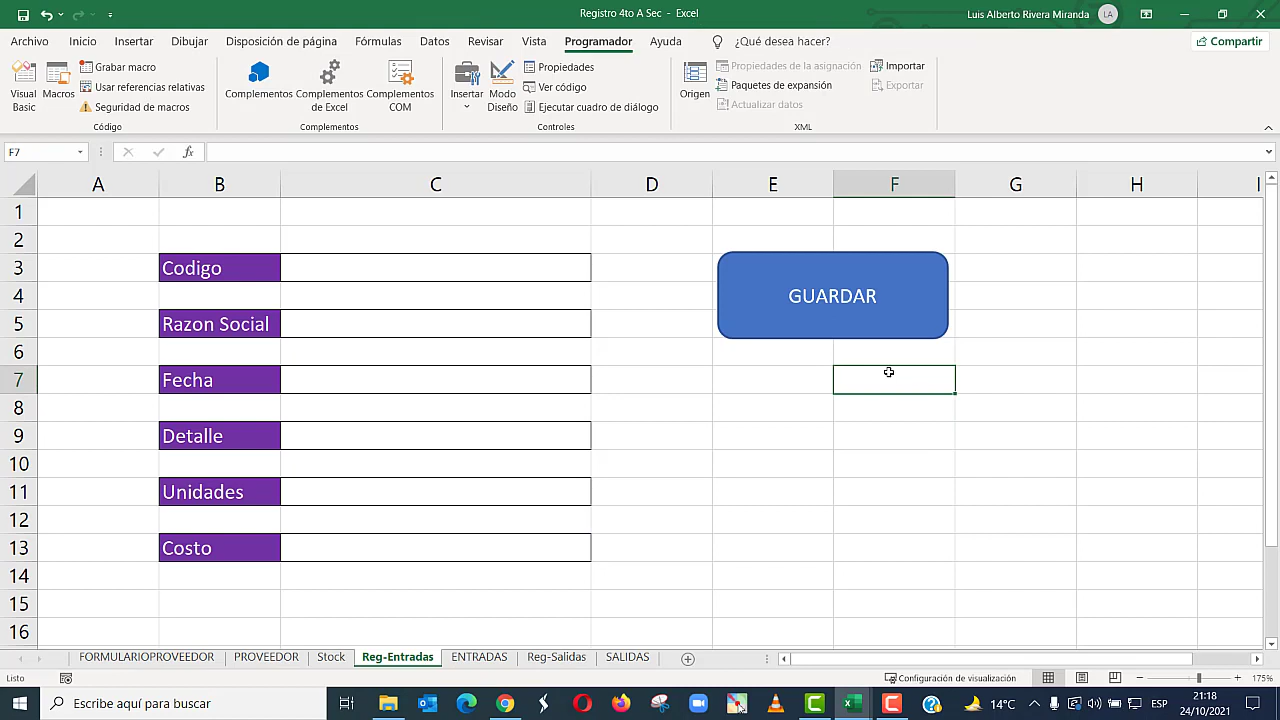 Registro 4to A Sec - Excel
Luis Alberto Rivera Miranda
LA
Archivo Inicio Insertar Dibujar Disposición de página Fórmulas Datos Revisar Vista Programador Ayuda ¿Qué desea hacer? Compartir
Visual Basic
Macros
Grabar macro
Usar referencias relativas
Seguridad de macros
Código
Complementos
Complementos de Excel
Complementos COM
Complementos
Insertar
Modo Diseño
Propiedades
Ver código
Ejecutar cuadro de diálogo
Controles
Origen
Propiedades de la asignación
Paquetes de expansión
Actualizar datos
Importar
Exportar
XML
F7
fx
A B C D E F G H I
1
2
3 Codigo
GUARDAR
4
5 Razon Social
6
7 Fecha
8
9 Detalle
10
11 Unidades
12
13 Costo
14
15
16
FORMULARIOPROVEEDOR PROVEEDOR Stock Reg-Entradas ENTRADAS Reg-Salidas SALIDAS
Listo
Configuración de visualización
175%
Escribe aquí para buscar
14°C
ESP
21:18
24/10/2021